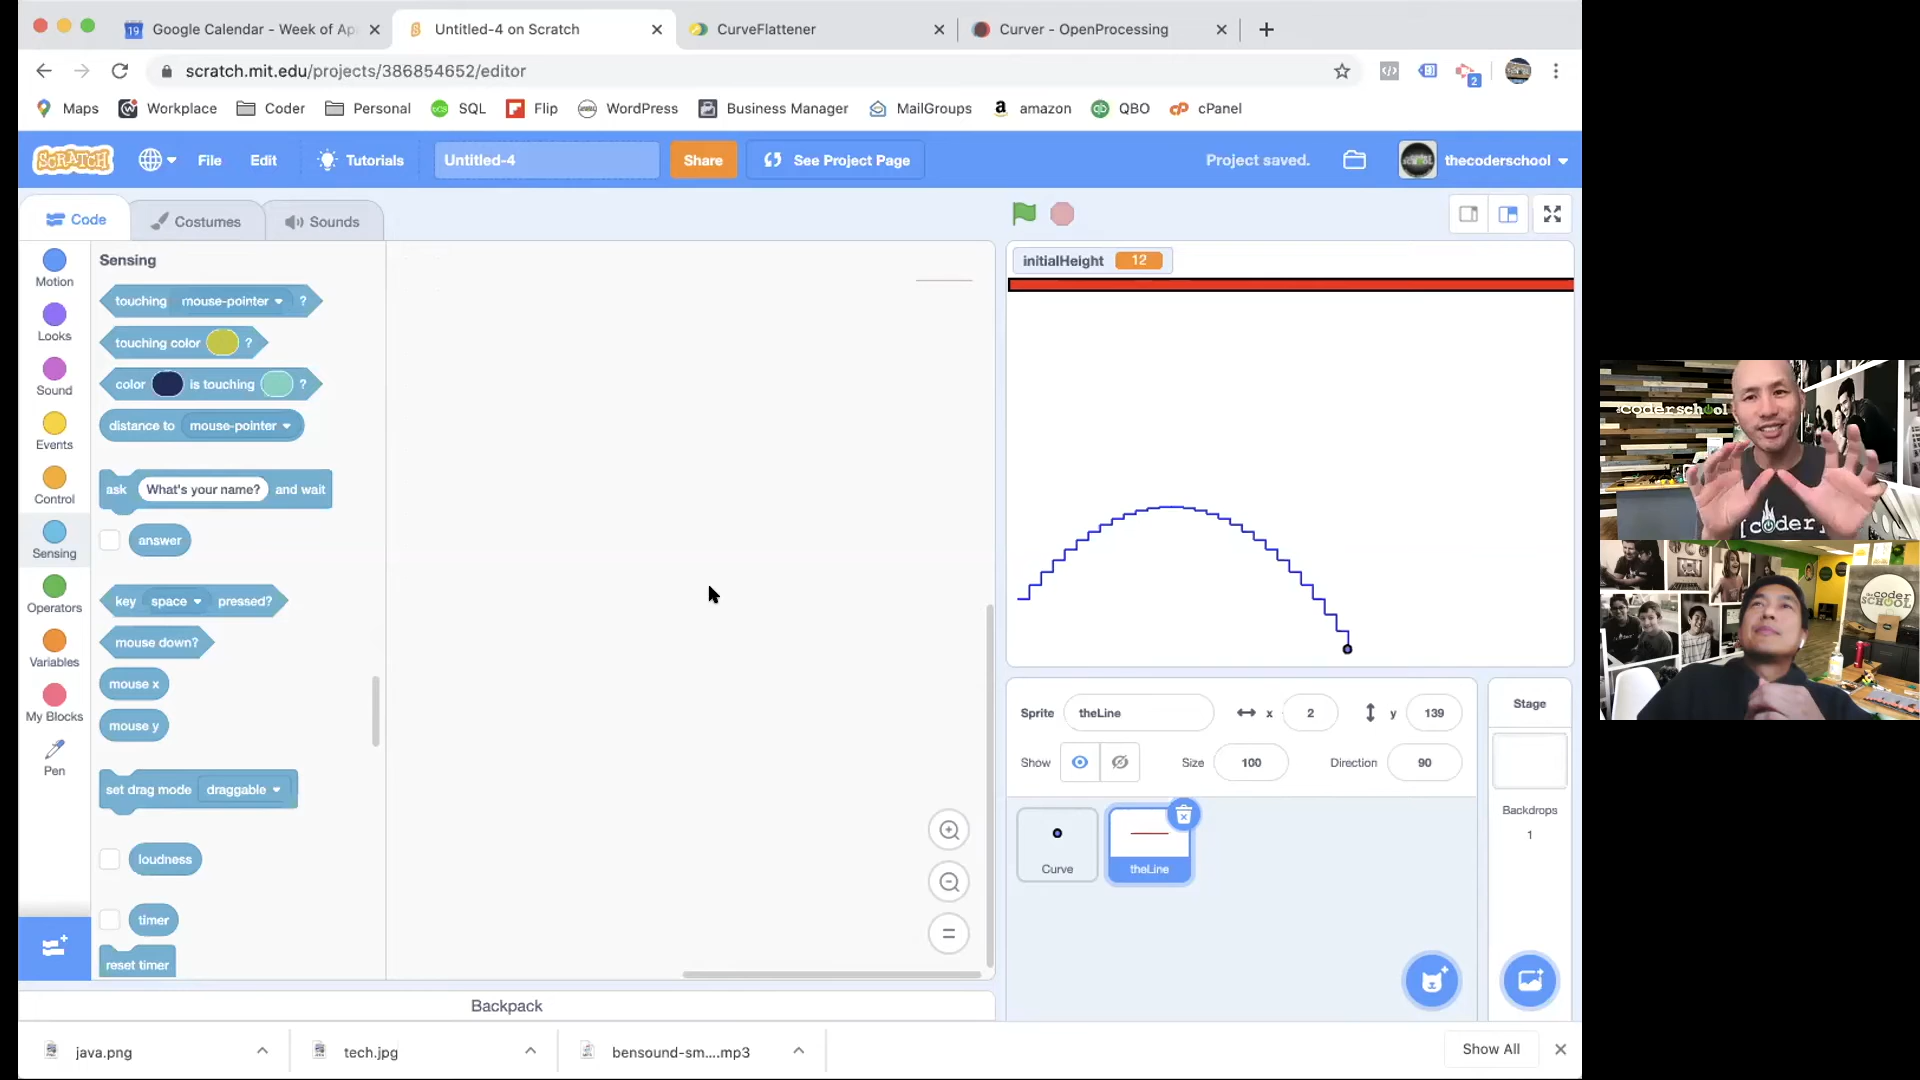 Google Calendar - Week of Ap
Untitled-4 on Scratch
CurveFlattener
Curver - OpenProcessing
scratch.mit.edu/projects/386854652/editor
2
Maps
Workplace
Coder
Personal
SQL
Flip
WordPress
Business Manager
MailGroups
amazon
QBO
cPanel
SCRATCH
File
Edit
Tutorials
Untitled-4
Share
See Project Page
Project saved.
thecoderschool
Code
Costumes
Sounds
Motion
Looks
Sound
Events
Control
Sensing
Operators
Variables
My Blocks
Pen
Sensing
touching mouse-pointer ?
touching color ?
color is touching ?
distance to mouse-pointer
ask What's your name? and wait
answer
key space pressed?
mouse down?
mouse x
mouse y
set drag mode draggable
loudness
timer
reset timer
Backpack
initialHeight 12
Sprite theLine x 2 y 139
Show Size 100 Direction 90
Curve
theLine
Stage
Backdrops
1
java.png
tech.jpg
bensound-sm....mp3
Show All
coderschool
[coder]
the
coder
SCHOOL